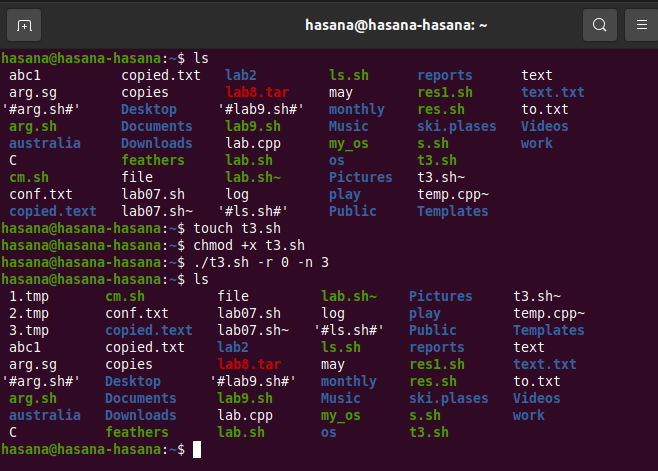 hasana@hasana-hasana: ~
hasana@hasana-hasana:~$ ls
abc1 copied.txt lab2 ls.sh reports text
arg.sg copies lab8.tar may res1.sh text.txt
'#arg.sh#' Desktop '#lab9.sh#' monthly res.sh to.txt
arg.sh Documents lab9.sh Music ski.plases Videos
australia Downloads lab.cpp my_os s.sh work
C feathers lab.sh os t3.sh
cm.sh file lab.sh~ Pictures t3.sh~
conf.txt lab07.sh log play temp.cpp~
copied.text lab07.sh~ '#ls.sh#' Public Templates
hasana@hasana-hasana:~$ touch t3.sh
hasana@hasana-hasana:~$ chmod +x t3.sh
hasana@hasana-hasana:~$ ./t3.sh -r 0 -n 3
hasana@hasana-hasana:~$ ls
1.tmp cm.sh file lab.sh~ Pictures t3.sh~
2.tmp conf.txt lab07.sh log play temp.cpp~
3.tmp copied.text lab07.sh~ '#ls.sh#' Public Templates
abc1 copied.txt lab2 ls.sh reports text
arg.sg copies lab8.tar may res1.sh text.txt
'#arg.sh#' Desktop '#lab9.sh#' monthly res.sh to.txt
arg.sh Documents lab9.sh Music ski.plases Videos
australia Downloads lab.cpp my_os s.sh work
C feathers lab.sh os t3.sh
hasana@hasana-hasana:~$